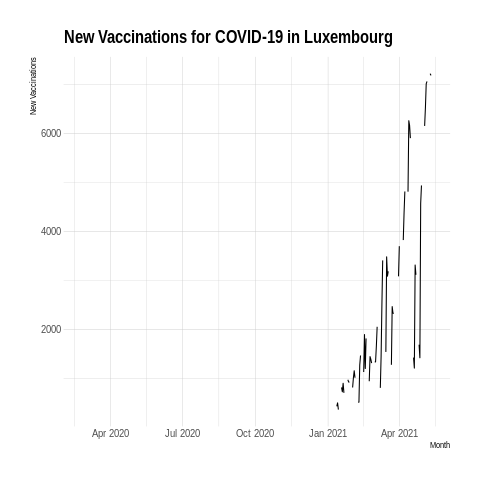 New Vaccinations for COVID-19 in Luxembourg
New Vaccinations
6000
4000
2000
Apr 2020 Jul 2020 Oct 2020 Jan 2021 Apr 2021
Month